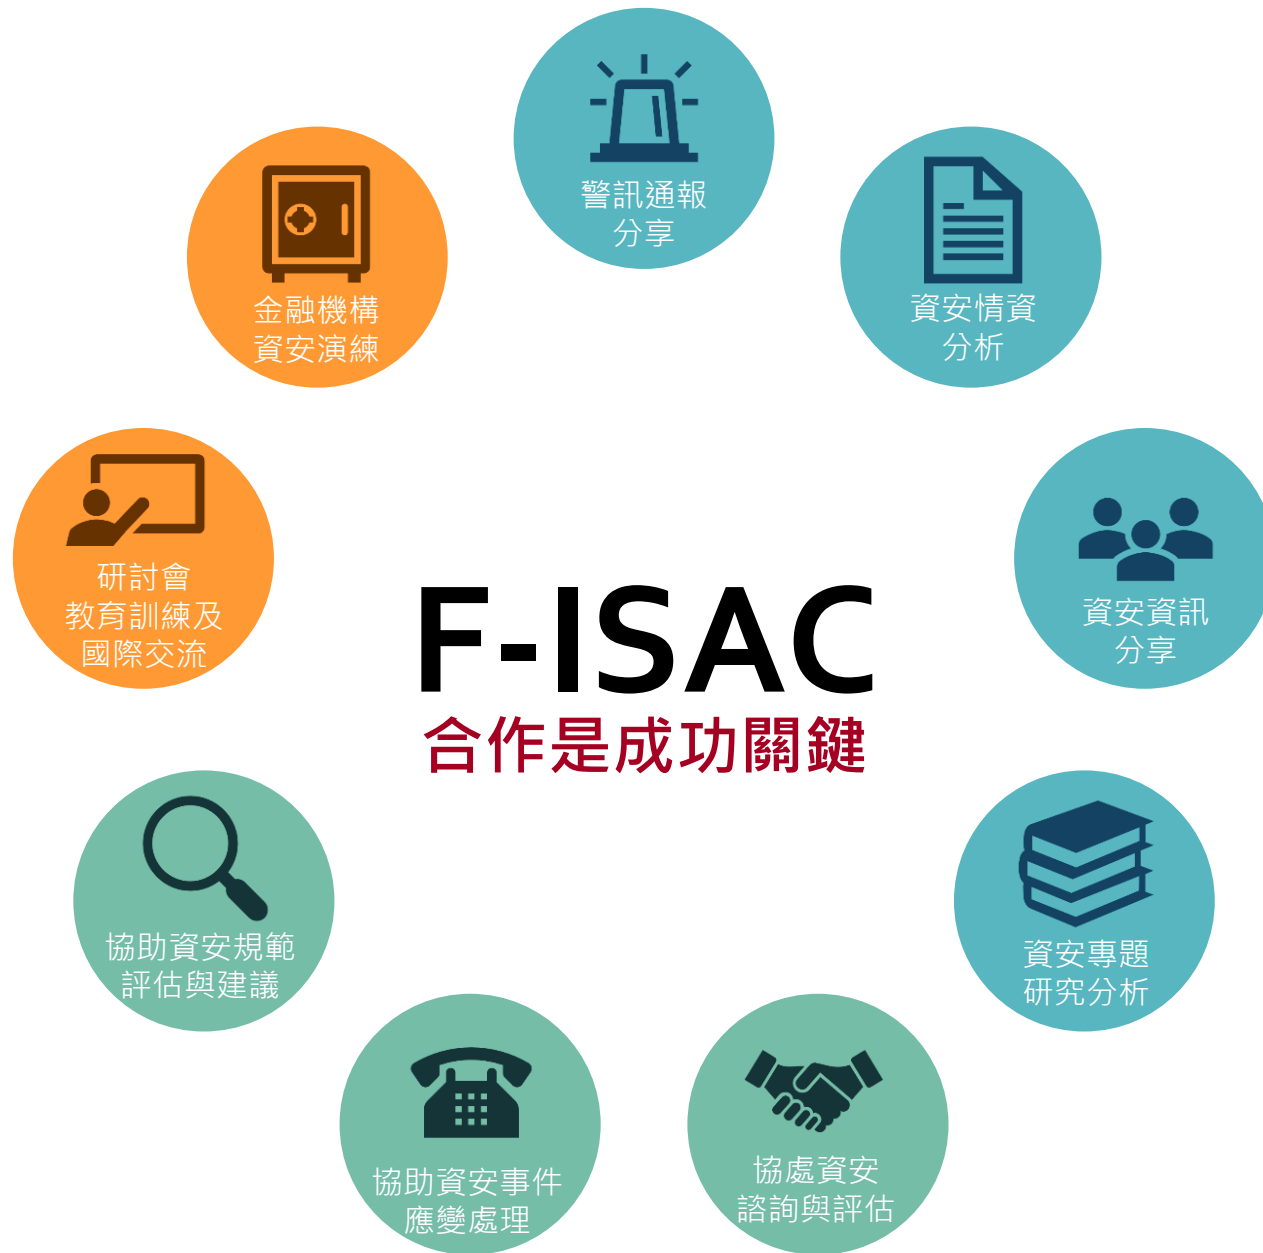 警訊通報
分享
資安情資
分析
資安資訊
分享
資安專題
研究分析
協處資安
諮詢與評估
協助資安事件
應變處理
協助資安規範
評估與建議
研討會
教育訓練及
國際交流
金融機構
資安演練
F-ISAC
合作是成功關鍵